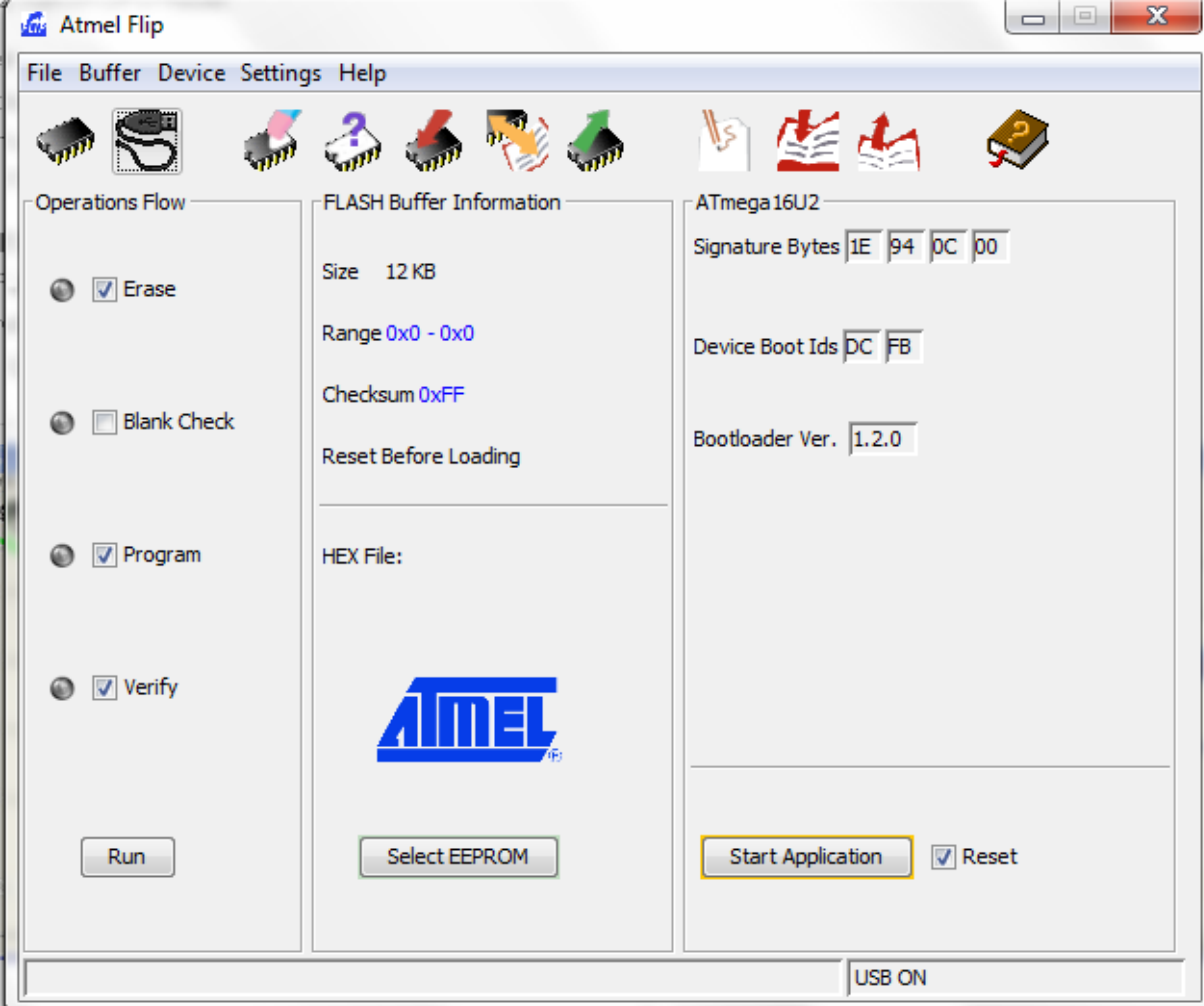 Atmel Flip
File Buffer Device Settings Help
Operations Flow
Erase
Blank Check
Program
Verify
Run
FLASH Buffer Information
Size 12 KB
Range 0x0 - 0x0
Checksum 0xFF
Reset Before Loading
HEX File:
ATMEL®
Select EEPROM
ATmega16U2
Signature Bytes 1E 94 0C 00
Device Boot Ids DC FB
Bootloader Ver. 1.2.0
Start Application Reset
USB ON